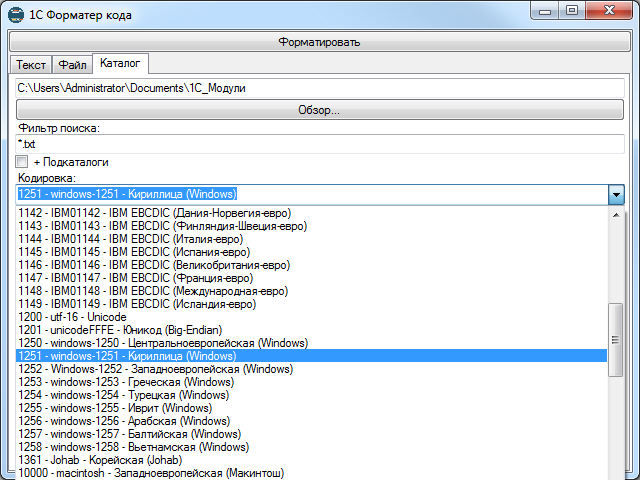 1С Форматер кода
Форматировать
Текст Файл Каталог
C:\Users\Administrator\Documents\1С_Модули
Обзор...
Фильтр поиска:
*.txt
+ Подкаталоги
Кодировка:
1251 - windows-1251 - Кириллица (Windows)
1142 - IBM01142 - IBM EBCDIC (Дания-Норвегия-евро)
1143 - IBM01143 - IBM EBCDIC (Финляндия-Швеция-евро)
1144 - IBM01144 - IBM EBCDIC (Италия-евро)
1145 - IBM01145 - IBM EBCDIC (Испания-евро)
1146 - IBM01146 - IBM EBCDIC (Великобритания-евро)
1147 - IBM01147 - IBM EBCDIC (Франция-евро)
1148 - IBM01148 - IBM EBCDIC (Международная-евро)
1149 - IBM01149 - IBM EBCDIC (Исландия-евро)
1200 - utf-16 - Unicode
1201 - unicodeFFFE - Юникод (Big-Endian)
1250 - windows-1250 - Центральноевропейская (Windows)
1251 - windows-1251 - Кириллица (Windows)
1252 - Windows-1252 - Западноевропейская (Windows)
1253 - windows-1253 - Греческая (Windows)
1254 - windows-1254 - Турецкая (Windows)
1255 - windows-1255 - Иврит (Windows)
1256 - windows-1256 - Арабская (Windows)
1257 - windows-1257 - Балтийская (Windows)
1258 - windows-1258 - Вьетнамская (Windows)
1361 - Johab - Корейская (Johab)
10000 - macintosh - Западноевропейская (Макинтош)